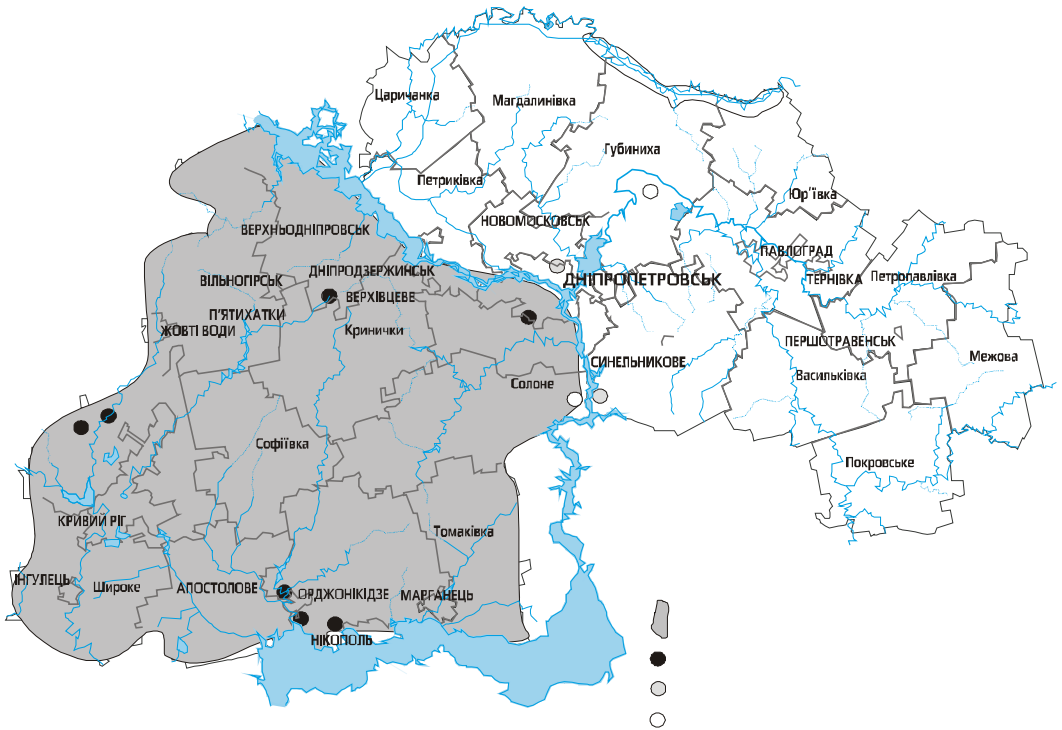 Царичанка
Магдалинівка
Губиниха
Петриківка
Юр'ївка
НОВОМОСКОВСЬК
ВЕРХНЬОДНІПРОВСЬК
ПАВЛОГРАД
ДНІПРОДЗЕРЖИНСЬК
ВІЛЬНОГІРСЬК
ДНІПРОПЕТРОВСЬК
ТЕРНІВКА
Петропавлівка
ВЕРХІВЦЕВЕ
П'ЯТИХАТКИ
ЖОВТІ ВОДИ
Кринички
ПЕРШОТРАВЕНСЬК
Межова
СИНЕЛЬНИКОВЕ
Васильківка
Солоне
Софіївка
Покровське
КРИВИЙ РІГ
Томаківка
ІНГУЛЕЦЬ
Широке
АПОСТОЛОВЕ
ОРДЖОНІКІДЗЕ
МАРГАНЕЦЬ
НІКОПОЛЬ